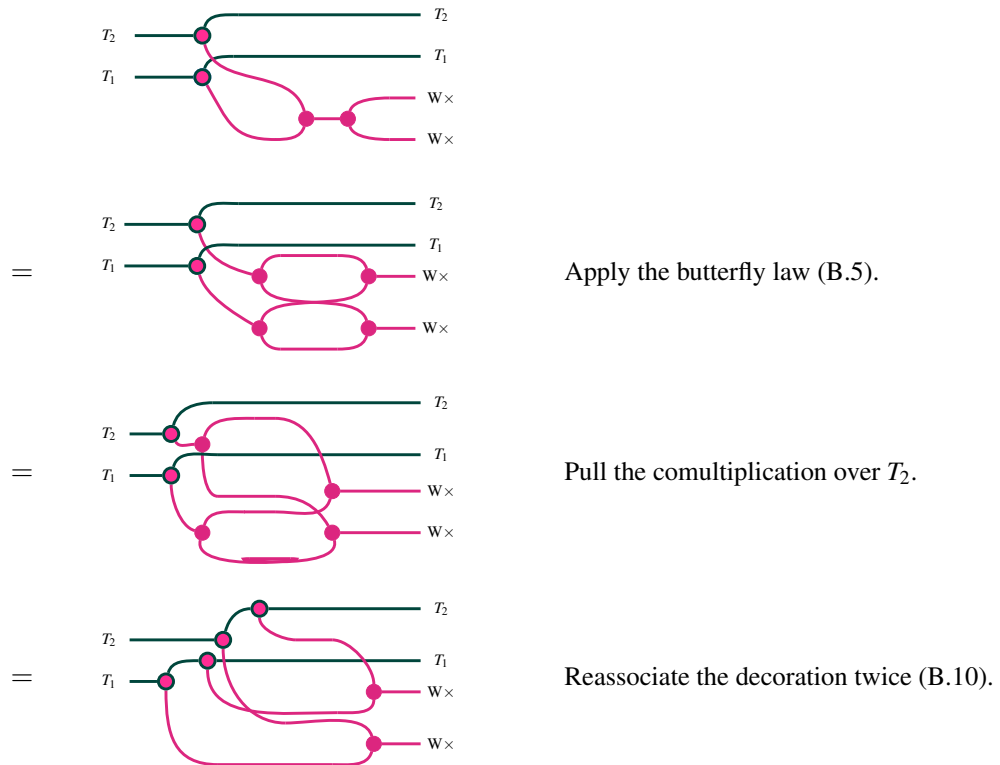 T₂
T₂
T₁
T₁
W×
W×
T₂
T₂
T₁
= T₁ W× Apply the butterfly law (B.5).
W×
T₂
T₂
T₁
= T₁ Pull the comultiplication over T₂.
W×
W×
T₂
T₂
T₁
= T₁ Reassociate the decoration twice (B.10).
W×
W×